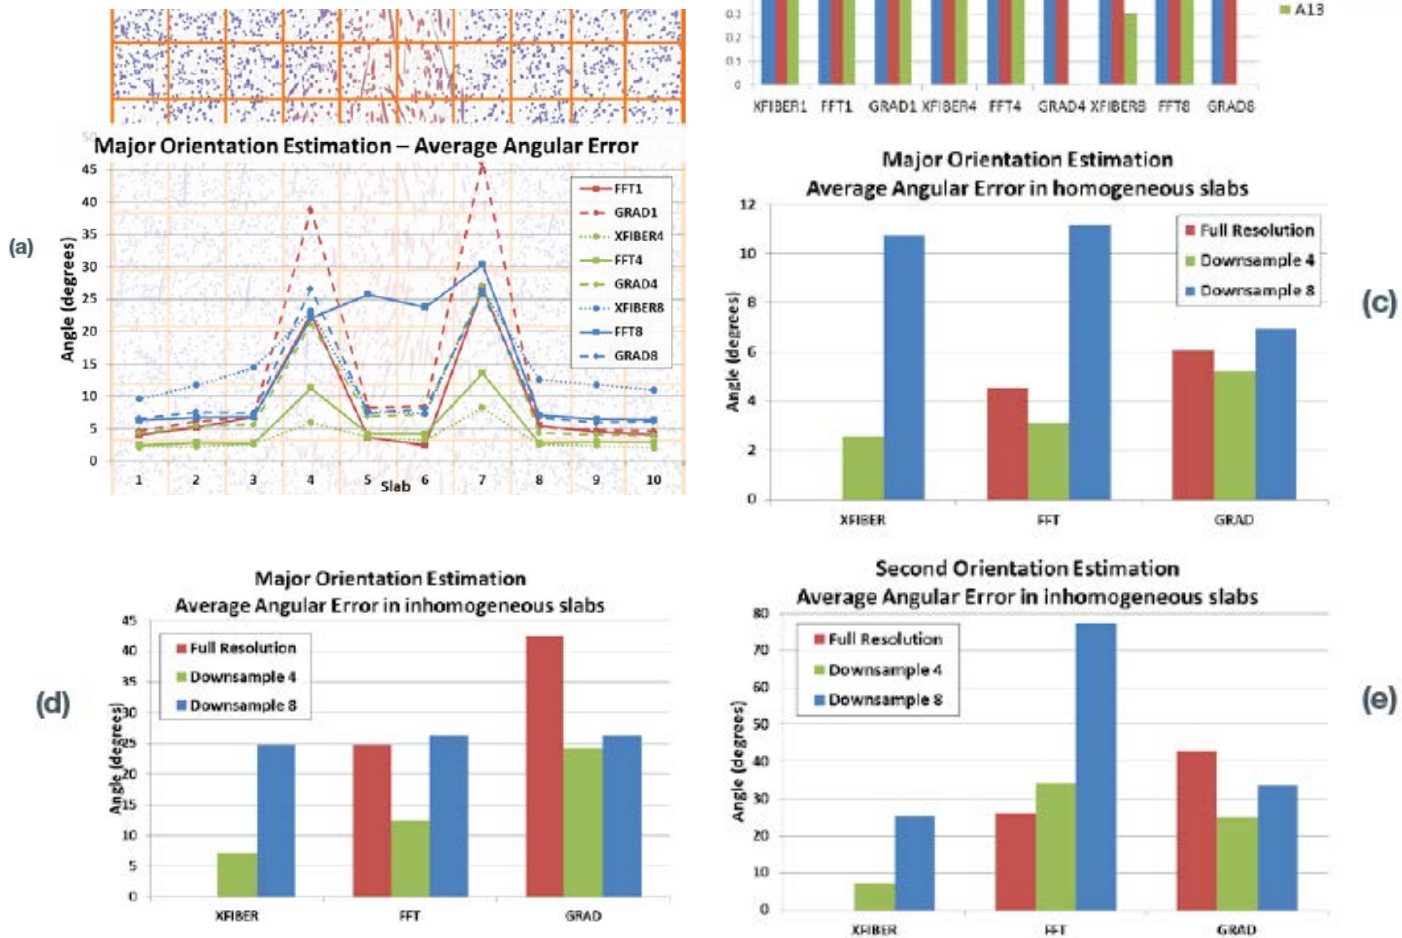 50
Major Orientation Estimation – Average Angular Error
45
40
35
30
25
20
15
10
5
0
Angle (degrees)
1 2 3 4 5 6 7 8 9 10
Slab
FFT1
GRAD1
XFIBER4
FFT4
GRAD4
XFIBER8
FFT8
GRAD8
(a)
0.3
0.2
0.1
0
XFIBER1 FFT1 GRAD1 XFIBER4 FFT4 GRAD4 XFIBER8 FFT8 GRAD8
A13
Major Orientation Estimation
Average Angular Error in homogeneous slabs
12
10
8
6
4
2
0
Angle (degrees)
Full Resolution
Downsample 4
Downsample 8
XFIBER FFT GRAD
(c)
Major Orientation Estimation
Average Angular Error in inhomogeneous slabs
45
40
35
30
25
20
15
10
5
0
Angle (degrees)
Full Resolution
Downsample 4
Downsample 8
XFIBER FFT GRAD
(d)
Second Orientation Estimation
Average Angular Error in inhomogeneous slabs
80
70
60
50
40
30
20
10
0
Angle (degrees)
Full Resolution
Downsample 4
Downsample 8
XFIBER FFT GRAD
(e)